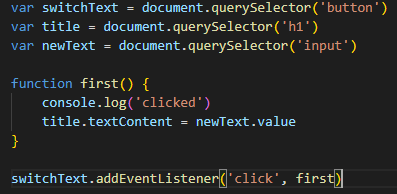 var switchText = document.querySelector('button')
var title = document.querySelector('h1')
var newText = document.querySelector('input')

function first() {
    console.log('clicked')
    title.textContent = newText.value
}

switchText.addEventListener('click', first)